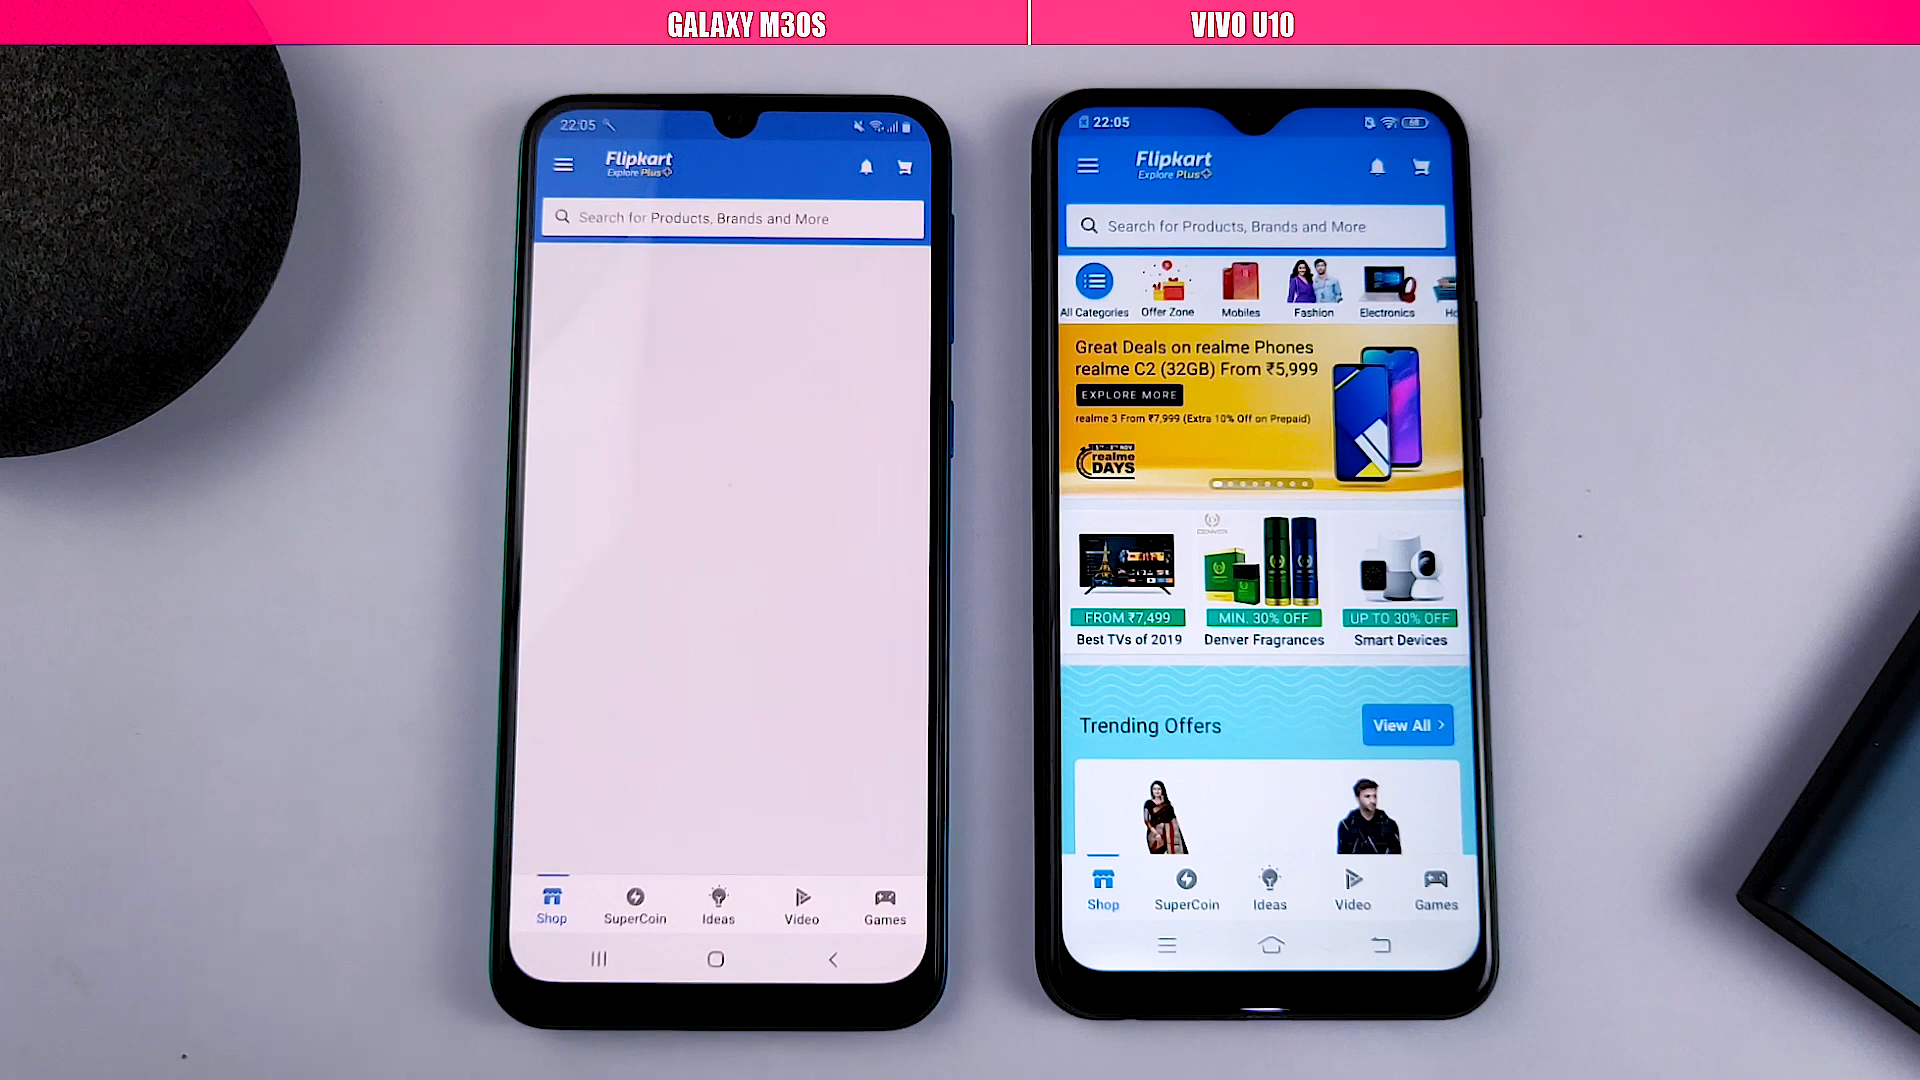 GALAXY M30S
VIVO U10
22:05
Flipkart
Explore Plus
Search for Products, Brands and More
Shop
SuperCoin
Ideas
Video
Games
22:05
68
Flipkart
Explore Plus
Search for Products, Brands and More
All Categories
Offer Zone
Mobiles
Fashion
Electronics
Ho
Great Deals on realme Phones
realme C2 (32GB) From ₹5,999
EXPLORE MORE
realme 3 From ₹7,999 (Extra 10% Off on Prepaid)
realme
DAYS
DENVER
FROM ₹7,499
MIN. 30% OFF
UP TO 30% OFF
Best TVs of 2019
Denver Fragrances
Smart Devices
Trending Offers
View All
Shop
SuperCoin
Ideas
Video
Games